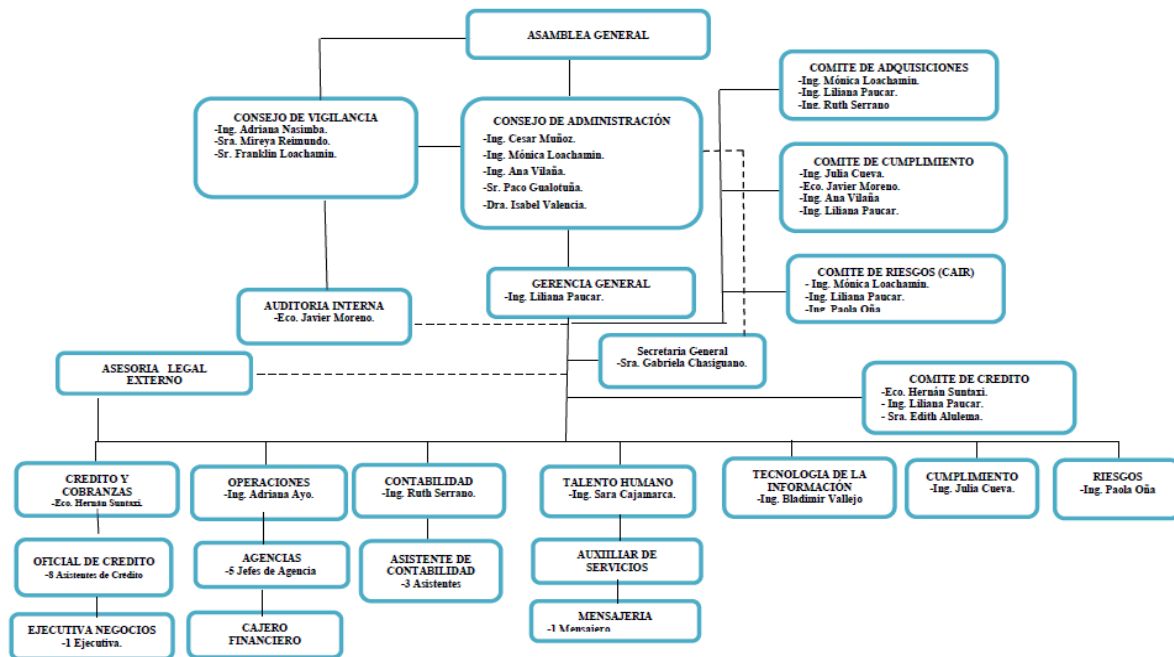 ASAMBLEA GENERAL
COMITE DE ADQUISICIONES
-Ing. Mónica Loachamin.
-Ing. Liliana Paucar.
-Ing. Ruth Serrano
CONSEJO DE VIGILANCIA
-Ing. Adriana Nasimba.
-Sra. Mireya Reimundo.
-Sr. Franklin Loachamin.
CONSEJO DE ADMINISTRACIÓN
-Ing. Cesar Muñoz.
-Ing. Mónica Loachamin.
-Ing. Ana Vilaña.
-Sr. Paco Gualotuña.
-Dra. Isabel Valencia.
COMITE DE CUMPLIMIENTO
-Ing. Julia Cueva.
-Eco. Javier Moreno.
-Ing. Ana Vilaña
-Ing. Liliana Paucar.
COMITE DE RIESGOS (CAIR)
- Ing. Mónica Loachamin.
-Ing. Liliana Paucar.
-Ing. Paola Oña
GERENCIA GENERAL
-Ing. Liliana Paucar.
AUDITORIA INTERNA
-Eco. Javier Moreno.
Secretaria General
-Sra. Gabriela Chasiguano.
ASESORIA LEGAL
EXTERNO
COMITE DE CREDITO
-Eco. Hernán Suntaxi.
- Ing. Liliana Paucar.
- Sra. Edith Alulema.
CREDITO Y
COBRANZAS
-Eco. Hernán Suntaxi.
OPERACIONES
-Ing. Adriana Ayo.
CONTABILIDAD
-Ing. Ruth Serrano.
TALENTO HUMANO
-Ing. Sara Cajamarca.
TECNOLOGIA DE LA
INFORMACIÓN
-Ing. Bladimir Vallejo
CUMPLIMIENTO
-Ing. Julia Cueva.
RIESGOS
-Ing. Paola Oña
OFICIAL DE CREDITO
-8 Asistentes de Crédito
AGENCIAS
-5 Jefes de Agencia
ASISTENTE DE
CONTABILIDAD
-3 Asistentes
AUXIILIAR DE
SERVICIOS
EJECUTIVA NEGOCIOS
-1 Ejecutiva.
CAJERO
FINANCIERO
MENSAJERIA
-1 Mensajero